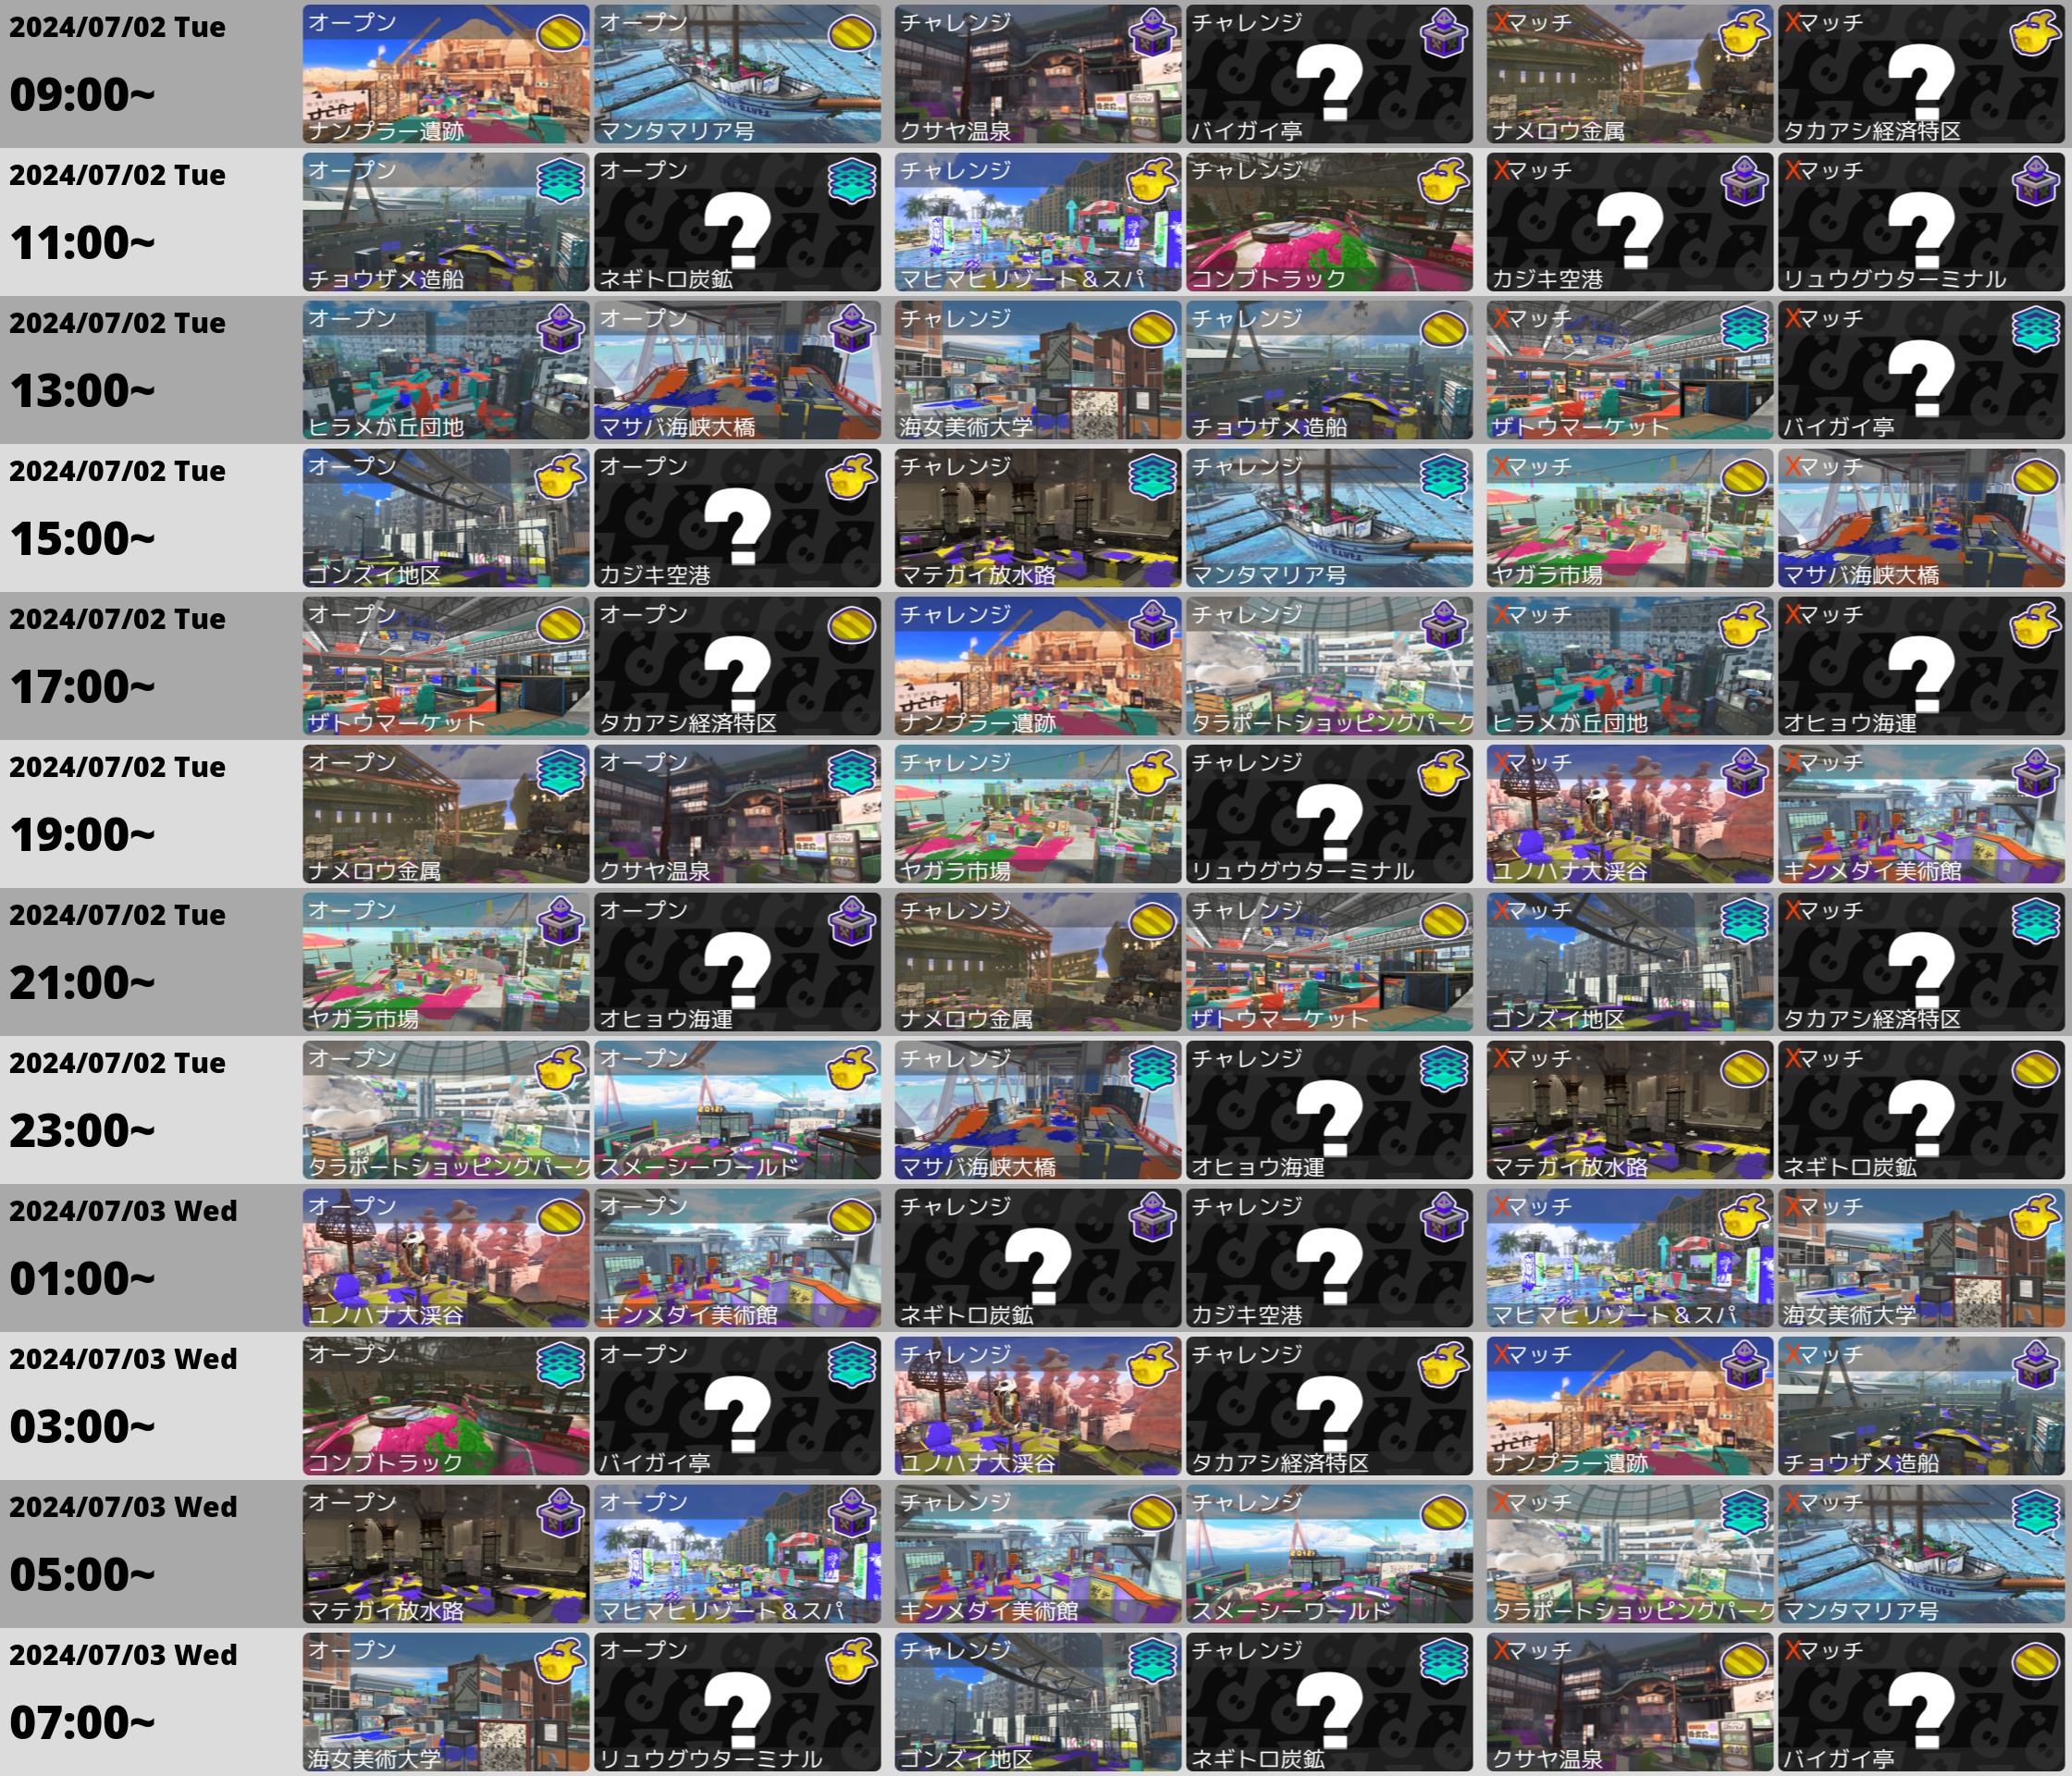 2024/07/02 Tue
09:00~
オープン
ナンプラー遺跡
オープン
マンタマリア号
チャレンジ
クサヤ温泉
チャレンジ
バイガイ亭
Xマッチ
ナメロウ金属
Xマッチ
タカアシ経済特区
2024/07/02 Tue
11:00~
オープン
チョウザメ造船
オープン
ネギトロ炭鉱
チャレンジ
マヒマヒリゾート＆スパ
チャレンジ
コンブトラック
Xマッチ
カジキ空港
Xマッチ
リュウグウターミナル
2024/07/02 Tue
13:00~
オープン
ヒラメが丘団地
オープン
マサバ海峡大橋
チャレンジ
海女美術大学
チャレンジ
チョウザメ造船
Xマッチ
ザトウマーケット
Xマッチ
バイガイ亭
2024/07/02 Tue
15:00~
オープン
ゴンズイ地区
オープン
カジキ空港
チャレンジ
マテガイ放水路
チャレンジ
マンタマリア号
Xマッチ
ヤガラ市場
Xマッチ
マサバ海峡大橋
2024/07/02 Tue
17:00~
オープン
ザトウマーケット
オープン
タカアシ経済特区
チャレンジ
ナンプラー遺跡
チャレンジ
タラポートショッピングパーク
Xマッチ
ヒラメが丘団地
Xマッチ
オヒョウ海運
2024/07/02 Tue
19:00~
オープン
ナメロウ金属
オープン
クサヤ温泉
チャレンジ
ヤガラ市場
チャレンジ
リュウグウターミナル
Xマッチ
ユノハナ大渓谷
Xマッチ
キンメダイ美術館
2024/07/02 Tue
21:00~
オープン
ヤガラ市場
オープン
オヒョウ海運
チャレンジ
ナメロウ金属
チャレンジ
ザトウマーケット
Xマッチ
ゴンズイ地区
Xマッチ
タカアシ経済特区
2024/07/02 Tue
23:00~
オープン
タラポートショッピングパーク
オープン
スメーシーワールド
チャレンジ
マサバ海峡大橋
チャレンジ
オヒョウ海運
Xマッチ
マテガイ放水路
Xマッチ
ネギトロ炭鉱
2024/07/03 Wed
01:00~
オープン
ユノハナ大渓谷
オープン
キンメダイ美術館
チャレンジ
ネギトロ炭鉱
チャレンジ
カジキ空港
Xマッチ
マヒマヒリゾート＆スパ
Xマッチ
海女美術大学
2024/07/03 Wed
03:00~
オープン
コンブトラック
オープン
バイガイ亭
チャレンジ
ユノハナ大渓谷
チャレンジ
タカアシ経済特区
Xマッチ
ナンプラー遺跡
Xマッチ
チョウザメ造船
2024/07/03 Wed
05:00~
オープン
マテガイ放水路
オープン
マヒマヒリゾート＆スパ
チャレンジ
キンメダイ美術館
チャレンジ
スメーシーワールド
Xマッチ
タラポートショッピングパーク
Xマッチ
マンタマリア号
2024/07/03 Wed
07:00~
オープン
海女美術大学
オープン
リュウグウターミナル
チャレンジ
ゴンズイ地区
チャレンジ
ネギトロ炭鉱
Xマッチ
クサヤ温泉
Xマッチ
バイガイ亭